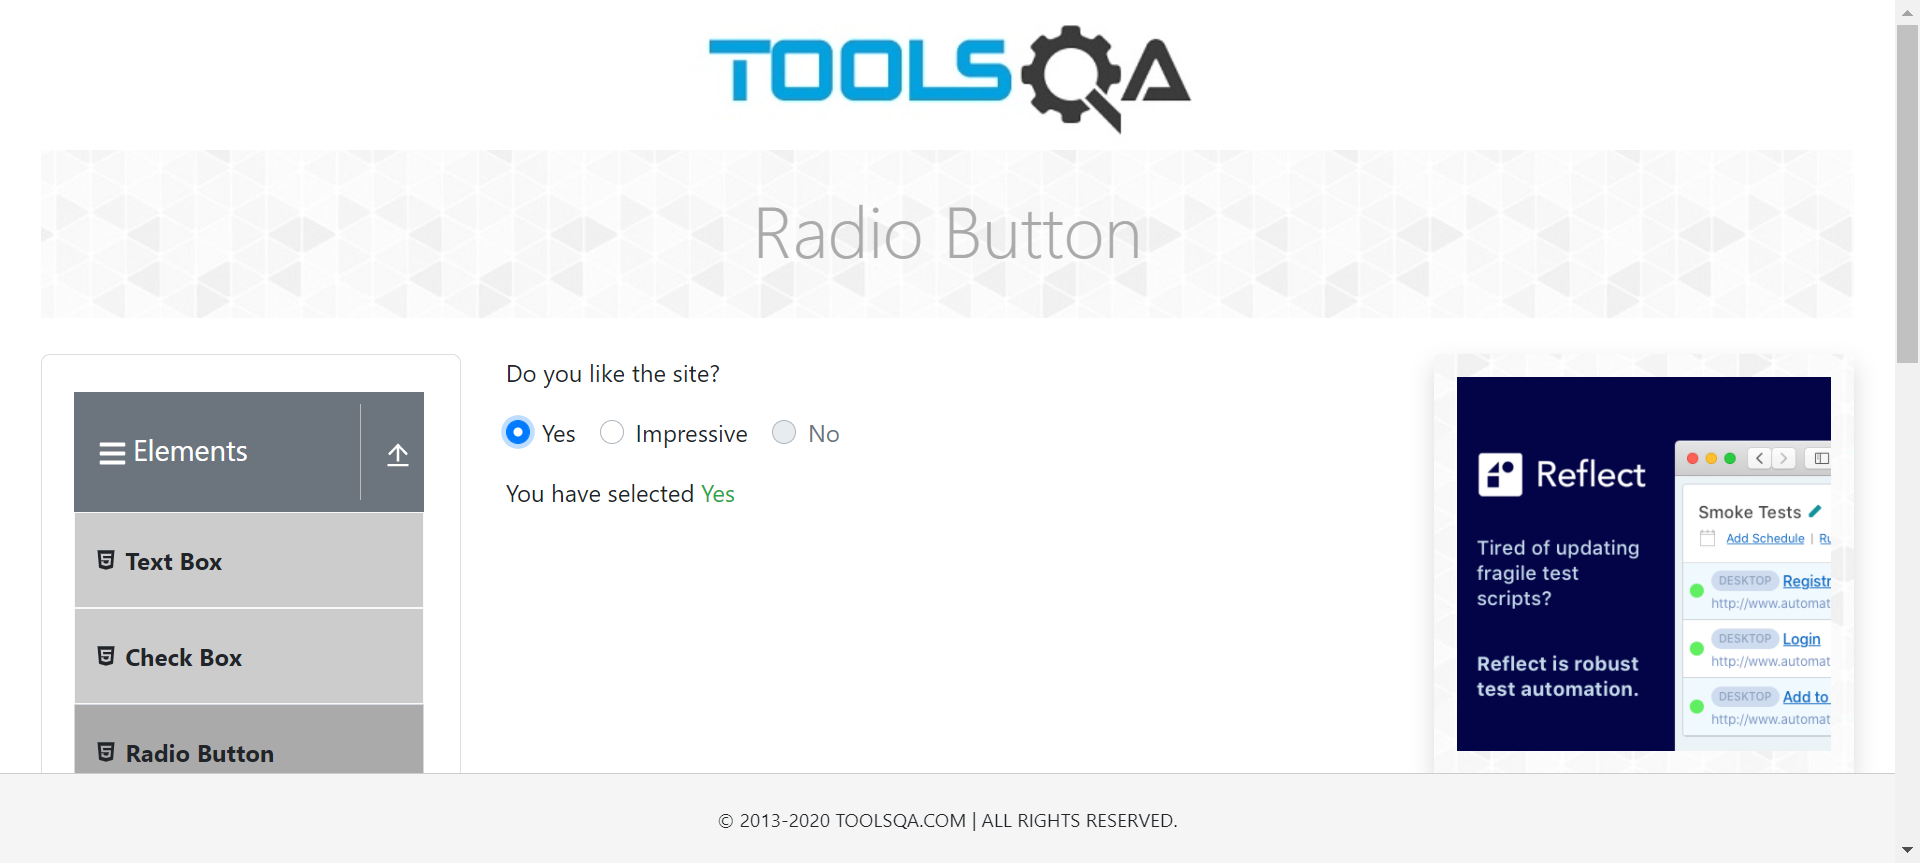 TOOLSQA
Radio Button
Elements
Text Box
Check Box
Radio Button
Do you like the site?
Yes
Impressive
No
You have selected Yes
Reflect
Tired of updating
fragile test
scripts?
Reflect is robust
test automation.
Smoke Tests
Add Schedule | Ru
DESKTOP Registr
http://www.automat
DESKTOP Login
http://www.automat
DESKTOP Add to
http://www.automat
© 2013-2020 TOOLSQA.COM | ALL RIGHTS RESERVED.